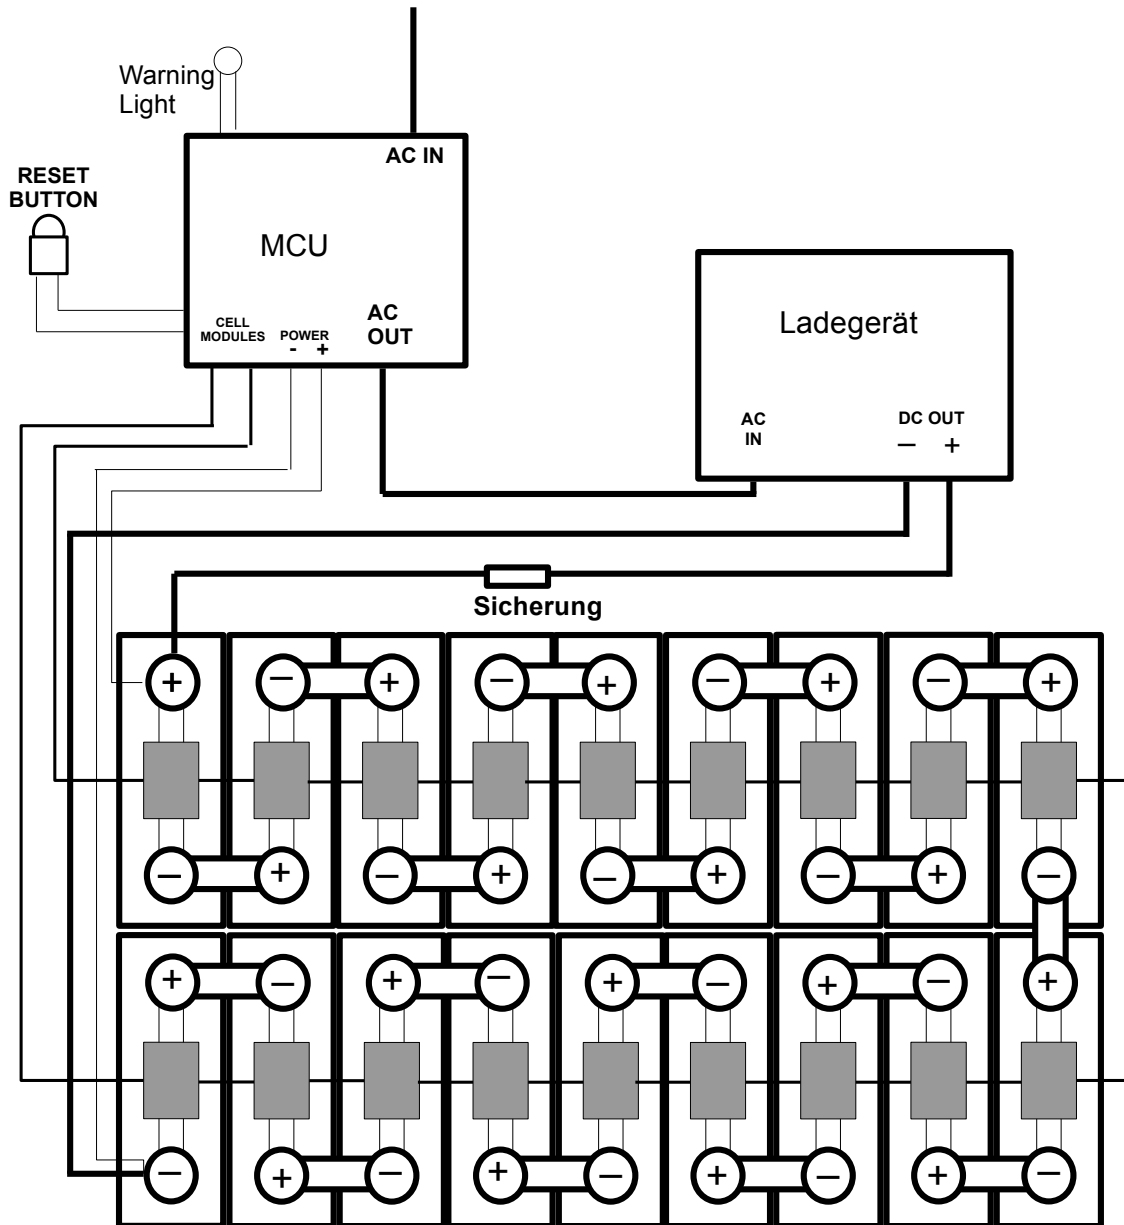 Warning
Light
AC IN
RESET
BUTTON
MCU
CELL
MODULES
POWER
- +
AC
OUT
Ladegerät
AC
IN
DC OUT
− +
Sicherung
+ − + − + − + − +
− + − + − + − + −
+ − + − + − + − +
− + − + − + − + −